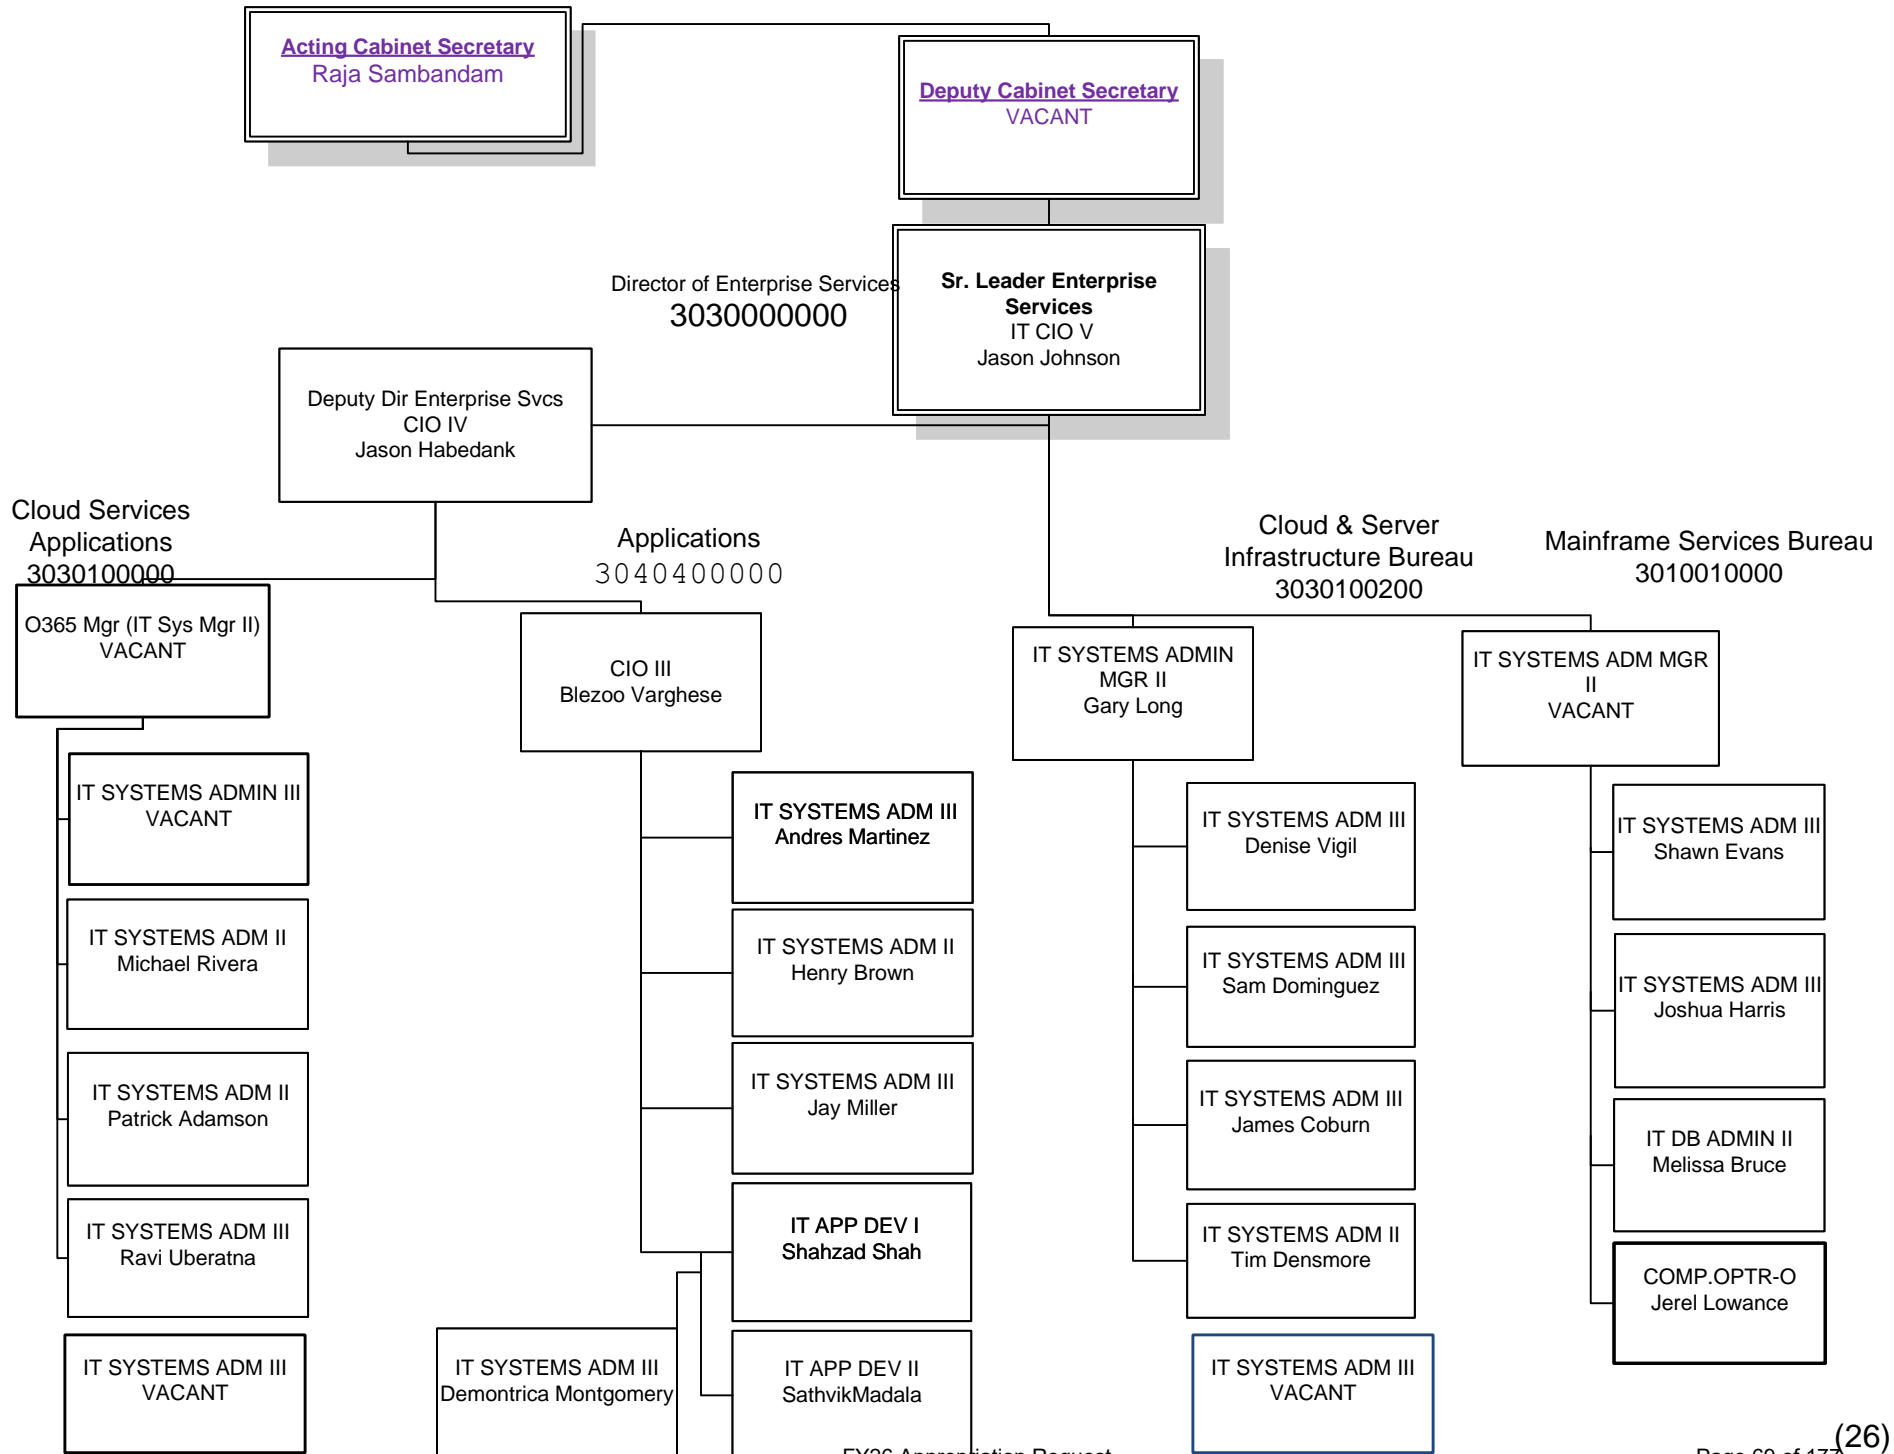 Acting Cabinet Secretary
Raja Sambandam
Deputy Cabinet Secretary
VACANT
Director of Enterprise Services
3030000000
Sr. Leader Enterprise
Services
IT CIO V
Jason Johnson
Deputy Dir Enterprise Svcs
CIO IV
Jason Habedank
Cloud Services
Applications
3030100000
Applications
3040400000
Cloud & Server
Infrastructure Bureau
3030100200
Mainframe Services Bureau
3010010000
O365 Mgr (IT Sys Mgr II)
VACANT
IT SYSTEMS ADMIN III
VACANT
IT SYSTEMS ADM II
Michael Rivera
IT SYSTEMS ADM II
Patrick Adamson
IT SYSTEMS ADM III
Ravi Uberatna
IT SYSTEMS ADM III
VACANT
CIO III
Blezoo Varghese
IT SYSTEMS ADM III
Andres Martinez
IT SYSTEMS ADM II
Henry Brown
IT SYSTEMS ADM III
Jay Miller
IT APP DEV I
Shahzad Shah
IT SYSTEMS ADM III
Demontrica Montgomery
IT APP DEV II
SathvikMadala
IT SYSTEMS ADMIN
MGR II
Gary Long
IT SYSTEMS ADM III
Denise Vigil
IT SYSTEMS ADM III
Sam Dominguez
IT SYSTEMS ADM III
James Coburn
IT SYSTEMS ADM II
Tim Densmore
IT SYSTEMS ADM III
VACANT
IT SYSTEMS ADM MGR
II
VACANT
IT SYSTEMS ADM III
Shawn Evans
IT SYSTEMS ADM III
Joshua Harris
IT DB ADMIN II
Melissa Bruce
COMP.OPTR-O
Jerel Lowance
FY26 Appropriation Request
Page 69 of 177
(26)